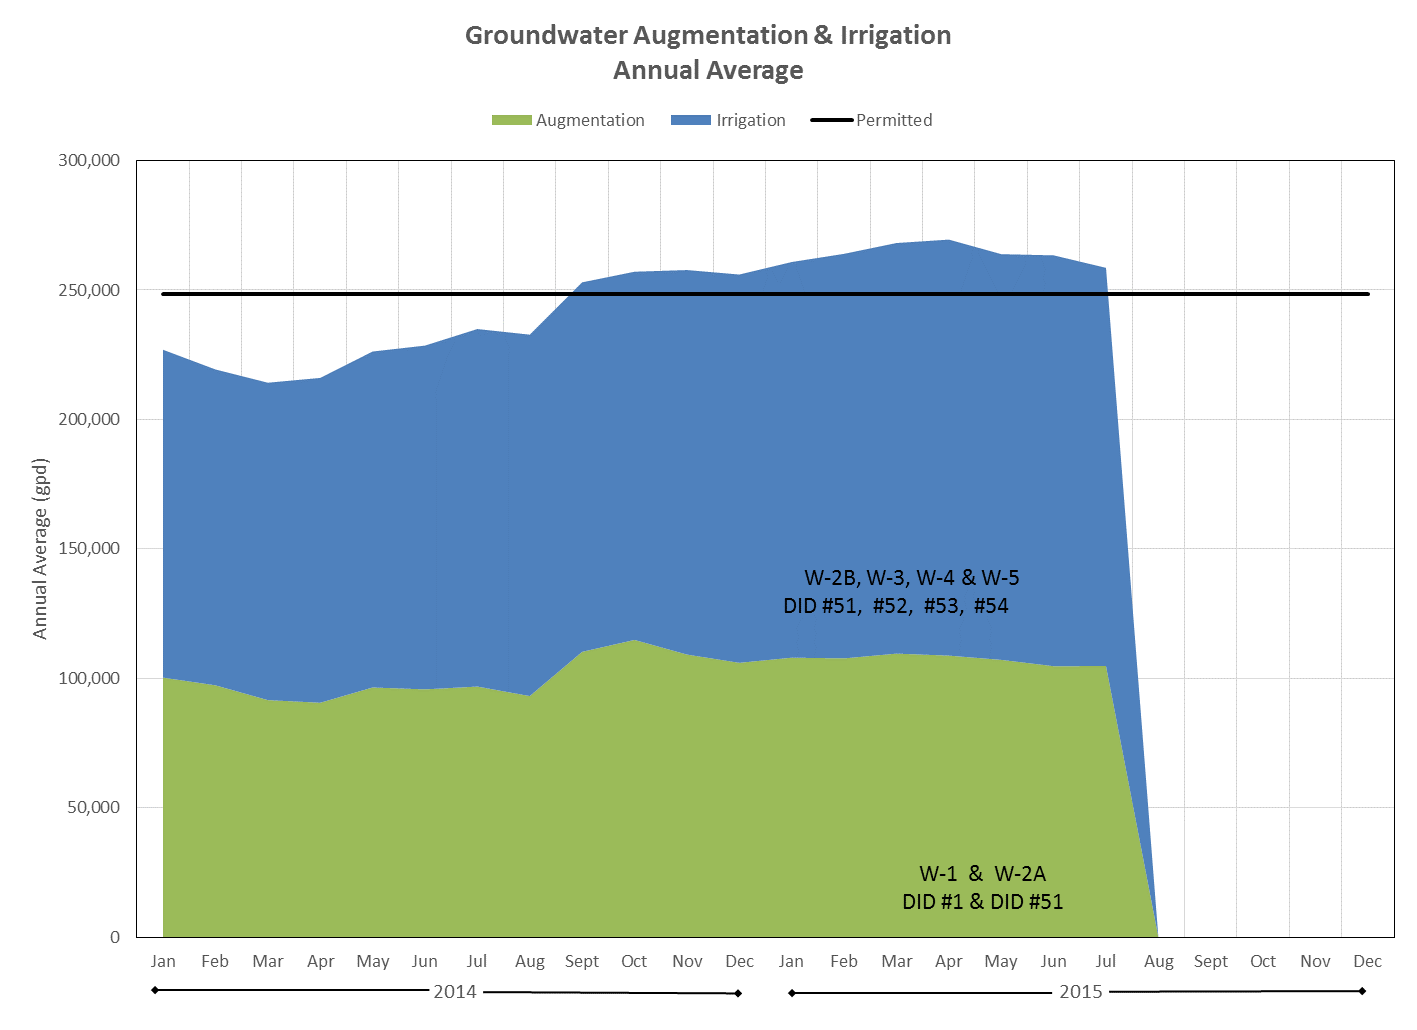 Groundwater Augmentation & Irrigation
Annual Average
Augmentation Irrigation Permitted
300,000
250,000
200,000
150,000
100,000
50,000
0
Annual Average (gpd)
W-2B, W-3, W-4 & W-5
DID #51, #52, #53, #54
W-1 & W-2A
DID #1 & DID #51
Jan Feb Mar Apr May Jun Jul Aug Sept Oct Nov Dec Jan Feb Mar Apr May Jun Jul Aug Sept Oct Nov Dec
2014 2015